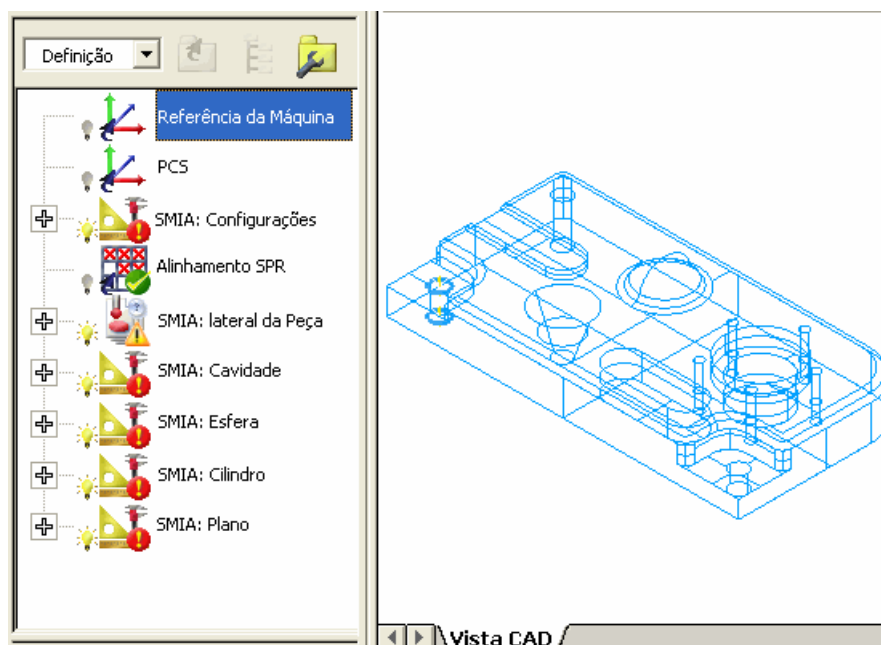 Definição
Referência da Máquina
PCS
SMIA: Configurações
Alinhamento SPR
SMIA: lateral da Peça
SMIA: Cavidade
SMIA: Esfera
SMIA: Cilindro
SMIA: Plano
Vista CAD